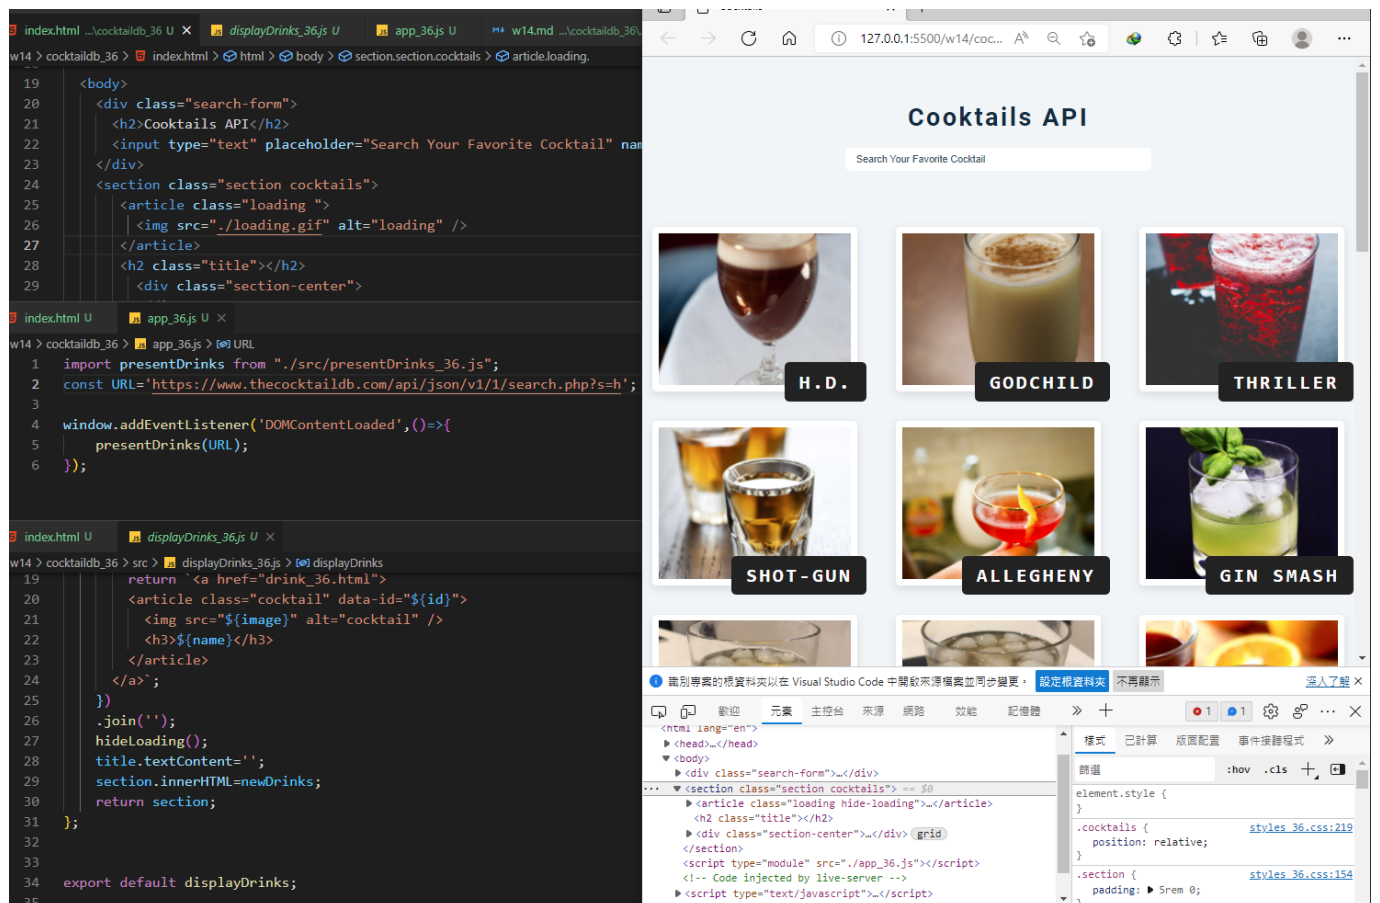 index.html ...\cocktaildb_36 U
displayDrinks_36.js U
app_36.js U
w14.md ...\cocktaildb_36\
w14 > cocktaildb_36 > index.html > html > body > section.section.cocktails > article.loading.
19 <body>
20 <div class="search-form">
21 <h2>Cooktails API</h2>
22 <input type="text" placeholder="Search Your Favorite Cocktail" nam
23 </div>
24 <section class="section cocktails">
25 <article class="loading ">
26 <img src="./loading.gif" alt="loading" />
27 </article>
28 <h2 class="title"></h2>
29 <div class="section-center">
index.html U
app_36.js U
w14 > cocktaildb_36 > app_36.js > URL
1 import presentDrinks from "./src/presentDrinks_36.js";
2 const URL='https://www.thecocktaildb.com/api/json/v1/1/search.php?s=h';
3
4 window.addEventListener('DOMContentLoaded',()=>{
5 presentDrinks(URL);
6 });
index.html U
displayDrinks_36.js U
w14 > cocktaildb_36 > src > displayDrinks_36.js > displayDrinks
19 return `<a href="drink_36.html">
20 <article class="cocktail" data-id="${id}">
21 <img src="${image}" alt="cocktail" />
22 <h3>${name}</h3>
23 </article>
24 </a>`;
25 })
26 .join('');
27 hideLoading();
28 title.textContent='';
29 section.innerHTML=newDrinks;
30 return section;
31 };
32
33
34 export default displayDrinks;
35
127.0.0.1:5500/w14/coc...
Cooktails API
Search Your Favorite Cocktail
H.D.
GODCHILD
THRILLER
SHOT-GUN
ALLEGHENY
GIN SMASH
識別專案的根資料夾以在 Visual Studio Code 中開啟來源檔案並同步變更。
設定根資料夾
不再顯示
深入了解
歡迎
元素
主控台
來源
網路
效能
記憶體
1
1
<html lang="en">
<head>…</head>
<body>
<div class="search-form">…</div>
<section class="section cocktails"> == $0
<article class="loading hide-loading">…</article>
<h2 class="title"></h2>
<div class="section-center">…</div> grid
</section>
<script type="module" src="./app_36.js"></script>
<!-- Code injected by live-server -->
<script type="text/javascript">…</script>
樣式
已計算
版面配置
事件接聽程式
篩選
:hov .cls
element.style {
}
.cocktails {
styles_36.css:219
position: relative;
}
.section {
styles_36.css:154
padding: 5rem 0;